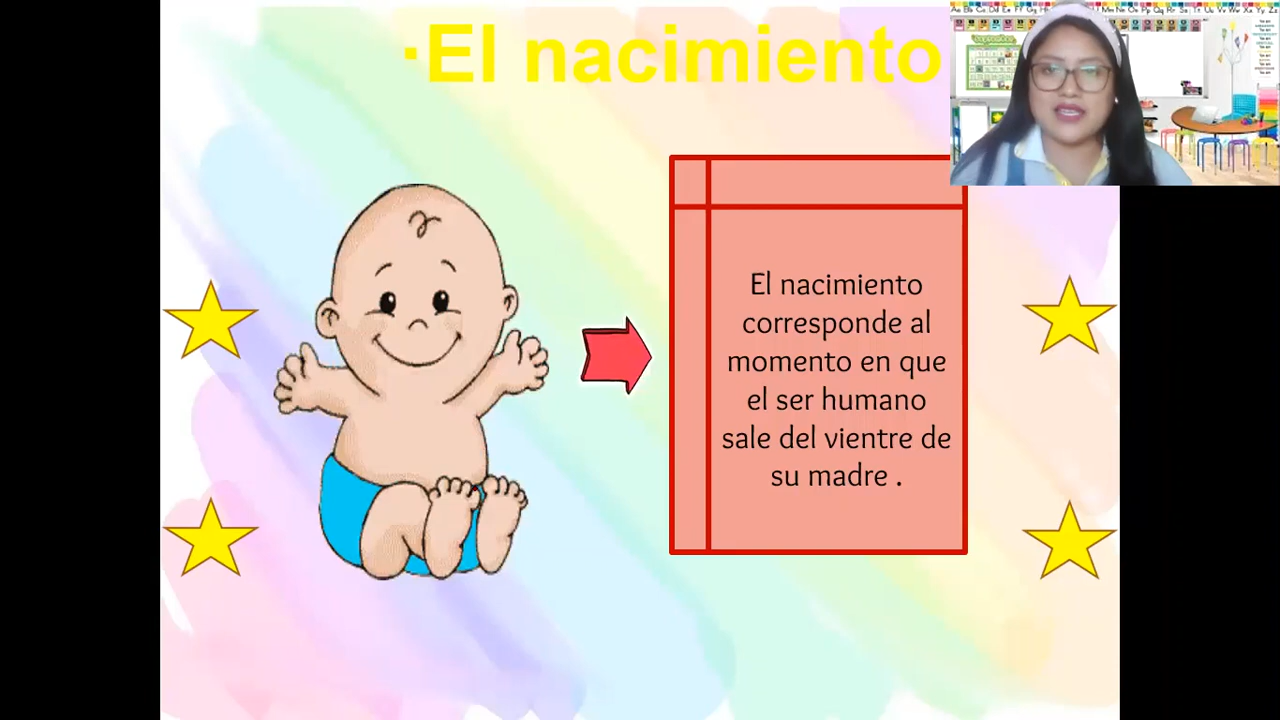 ·El nacimiento
El nacimiento
corresponde al
momento en que
el ser humano
sale del vientre de
su madre .